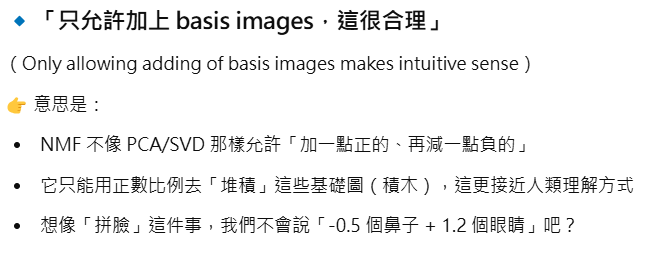 🔹 「只允許加上 basis images，這很合理」
（Only allowing adding of basis images makes intuitive sense）
👉 意思是：
• NMF 不像 PCA/SVD 那樣允許「加一點正的、再減一點負的」
• 它只能用正數比例去「堆積」這些基礎圖（積木），這更接近人類理解方式
• 想像「拼臉」這件事，我們不會說「-0.5 個鼻子 + 1.2 個眼睛」吧？